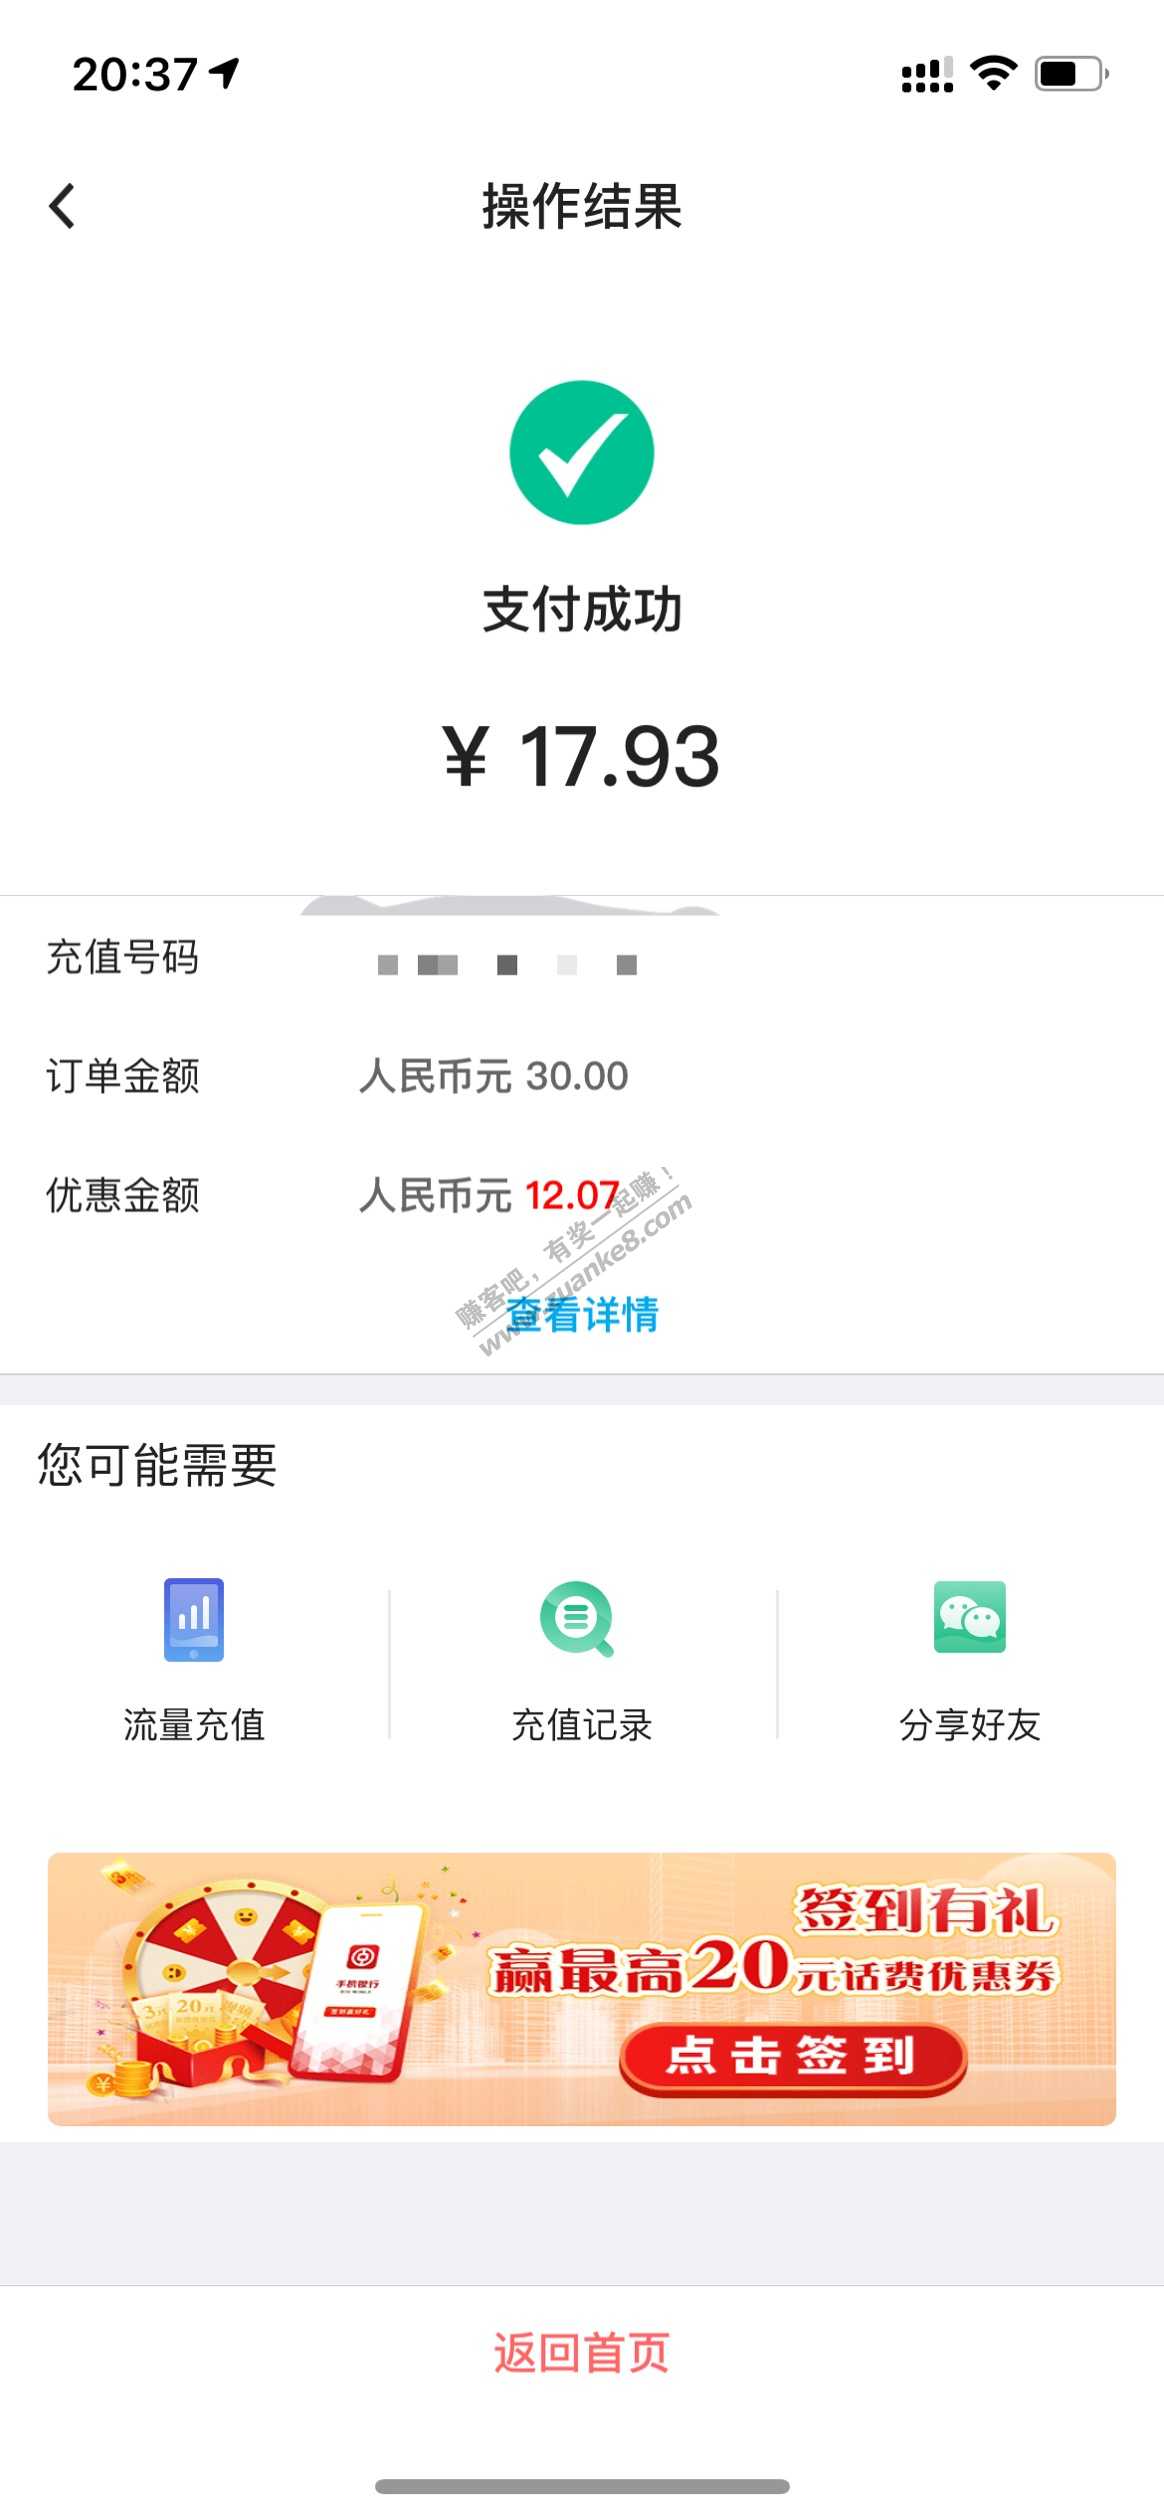 20:37
操作结果
支付成功
¥ 17.93
充值号码
订单金额 人民币元 30.00
优惠金额 人民币元 12.07
赚客吧，有奖一起赚！
www.zuanke8.com
查看详情
您可能需要
流量充值 充值记录 分享好友
签到有礼
赢最高20元话费优惠券
点击签到
手机银行
3元 20元
返回首页